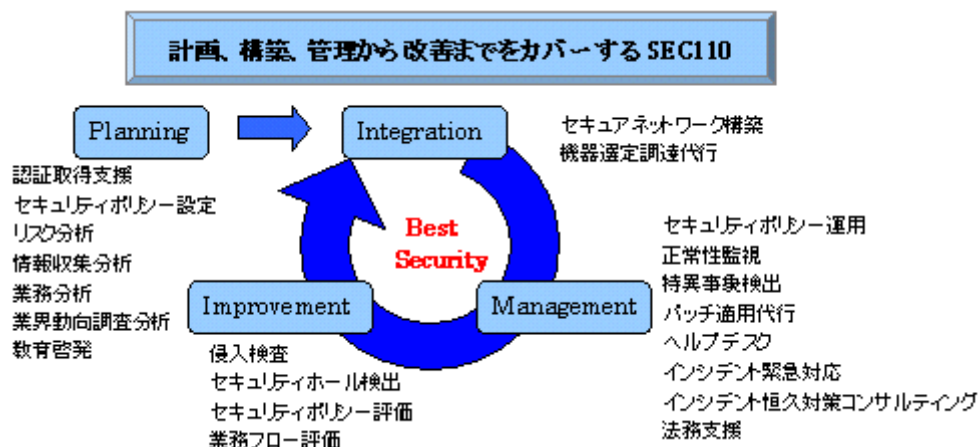 計画、構築、管理から改善までをカバーするSEC110
Planning
Integration
セキュアネットワーク構築
機器選定調達代行
認証取得支援
セキュリティポリシー設定
リスク分析
情報収集分析
業務分析
業界動向調査分析
教育啓発
Best
Security
セキュリティポリシー運用
正常性監視
特異事象検出
パッチ適用代行
ヘルプデスク
インシデント緊急対応
インシデント恒久対策コンサルティング
法務支援
Improvement
Management
侵入検査
セキュリティホール検出
セキュリティポリシー評価
業務フロー評価